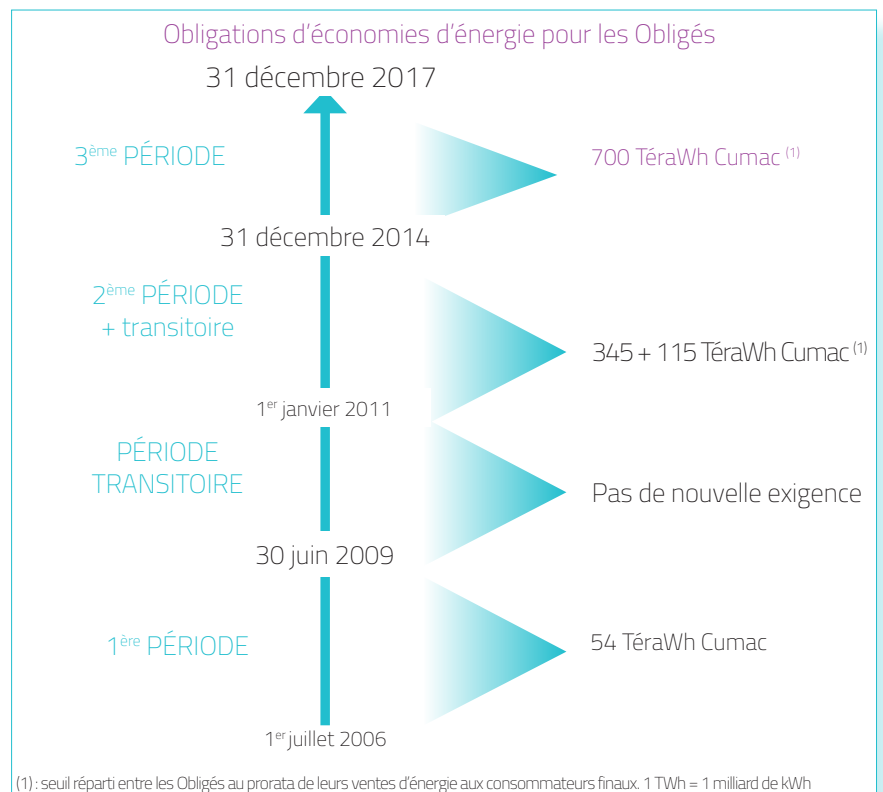 Obligations d'économies d'énergie pour les Obligés
31 décembre 2017
3ème PÉRIODE
700 TéraWh Cumac (1)
31 décembre 2014
2ème PÉRIODE
+ transitoire
345 + 115 TéraWh Cumac (1)
1er janvier 2011
PÉRIODE
TRANSITOIRE
Pas de nouvelle exigence
30 juin 2009
1ère PÉRIODE
54 TéraWh Cumac
1er juillet 2006
(1) : seuil réparti entre les Obligés au prorata de leurs ventes d'énergie aux consommateurs finaux. 1 TWh = 1 milliard de kWh